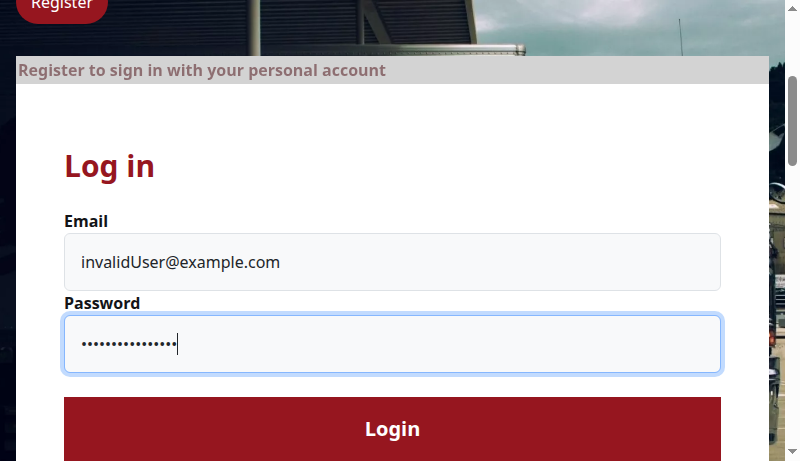 Register
Register to sign in with your personal account
Log in
Email
invalidUser@example.com
Password
••••••••••••••••
Login